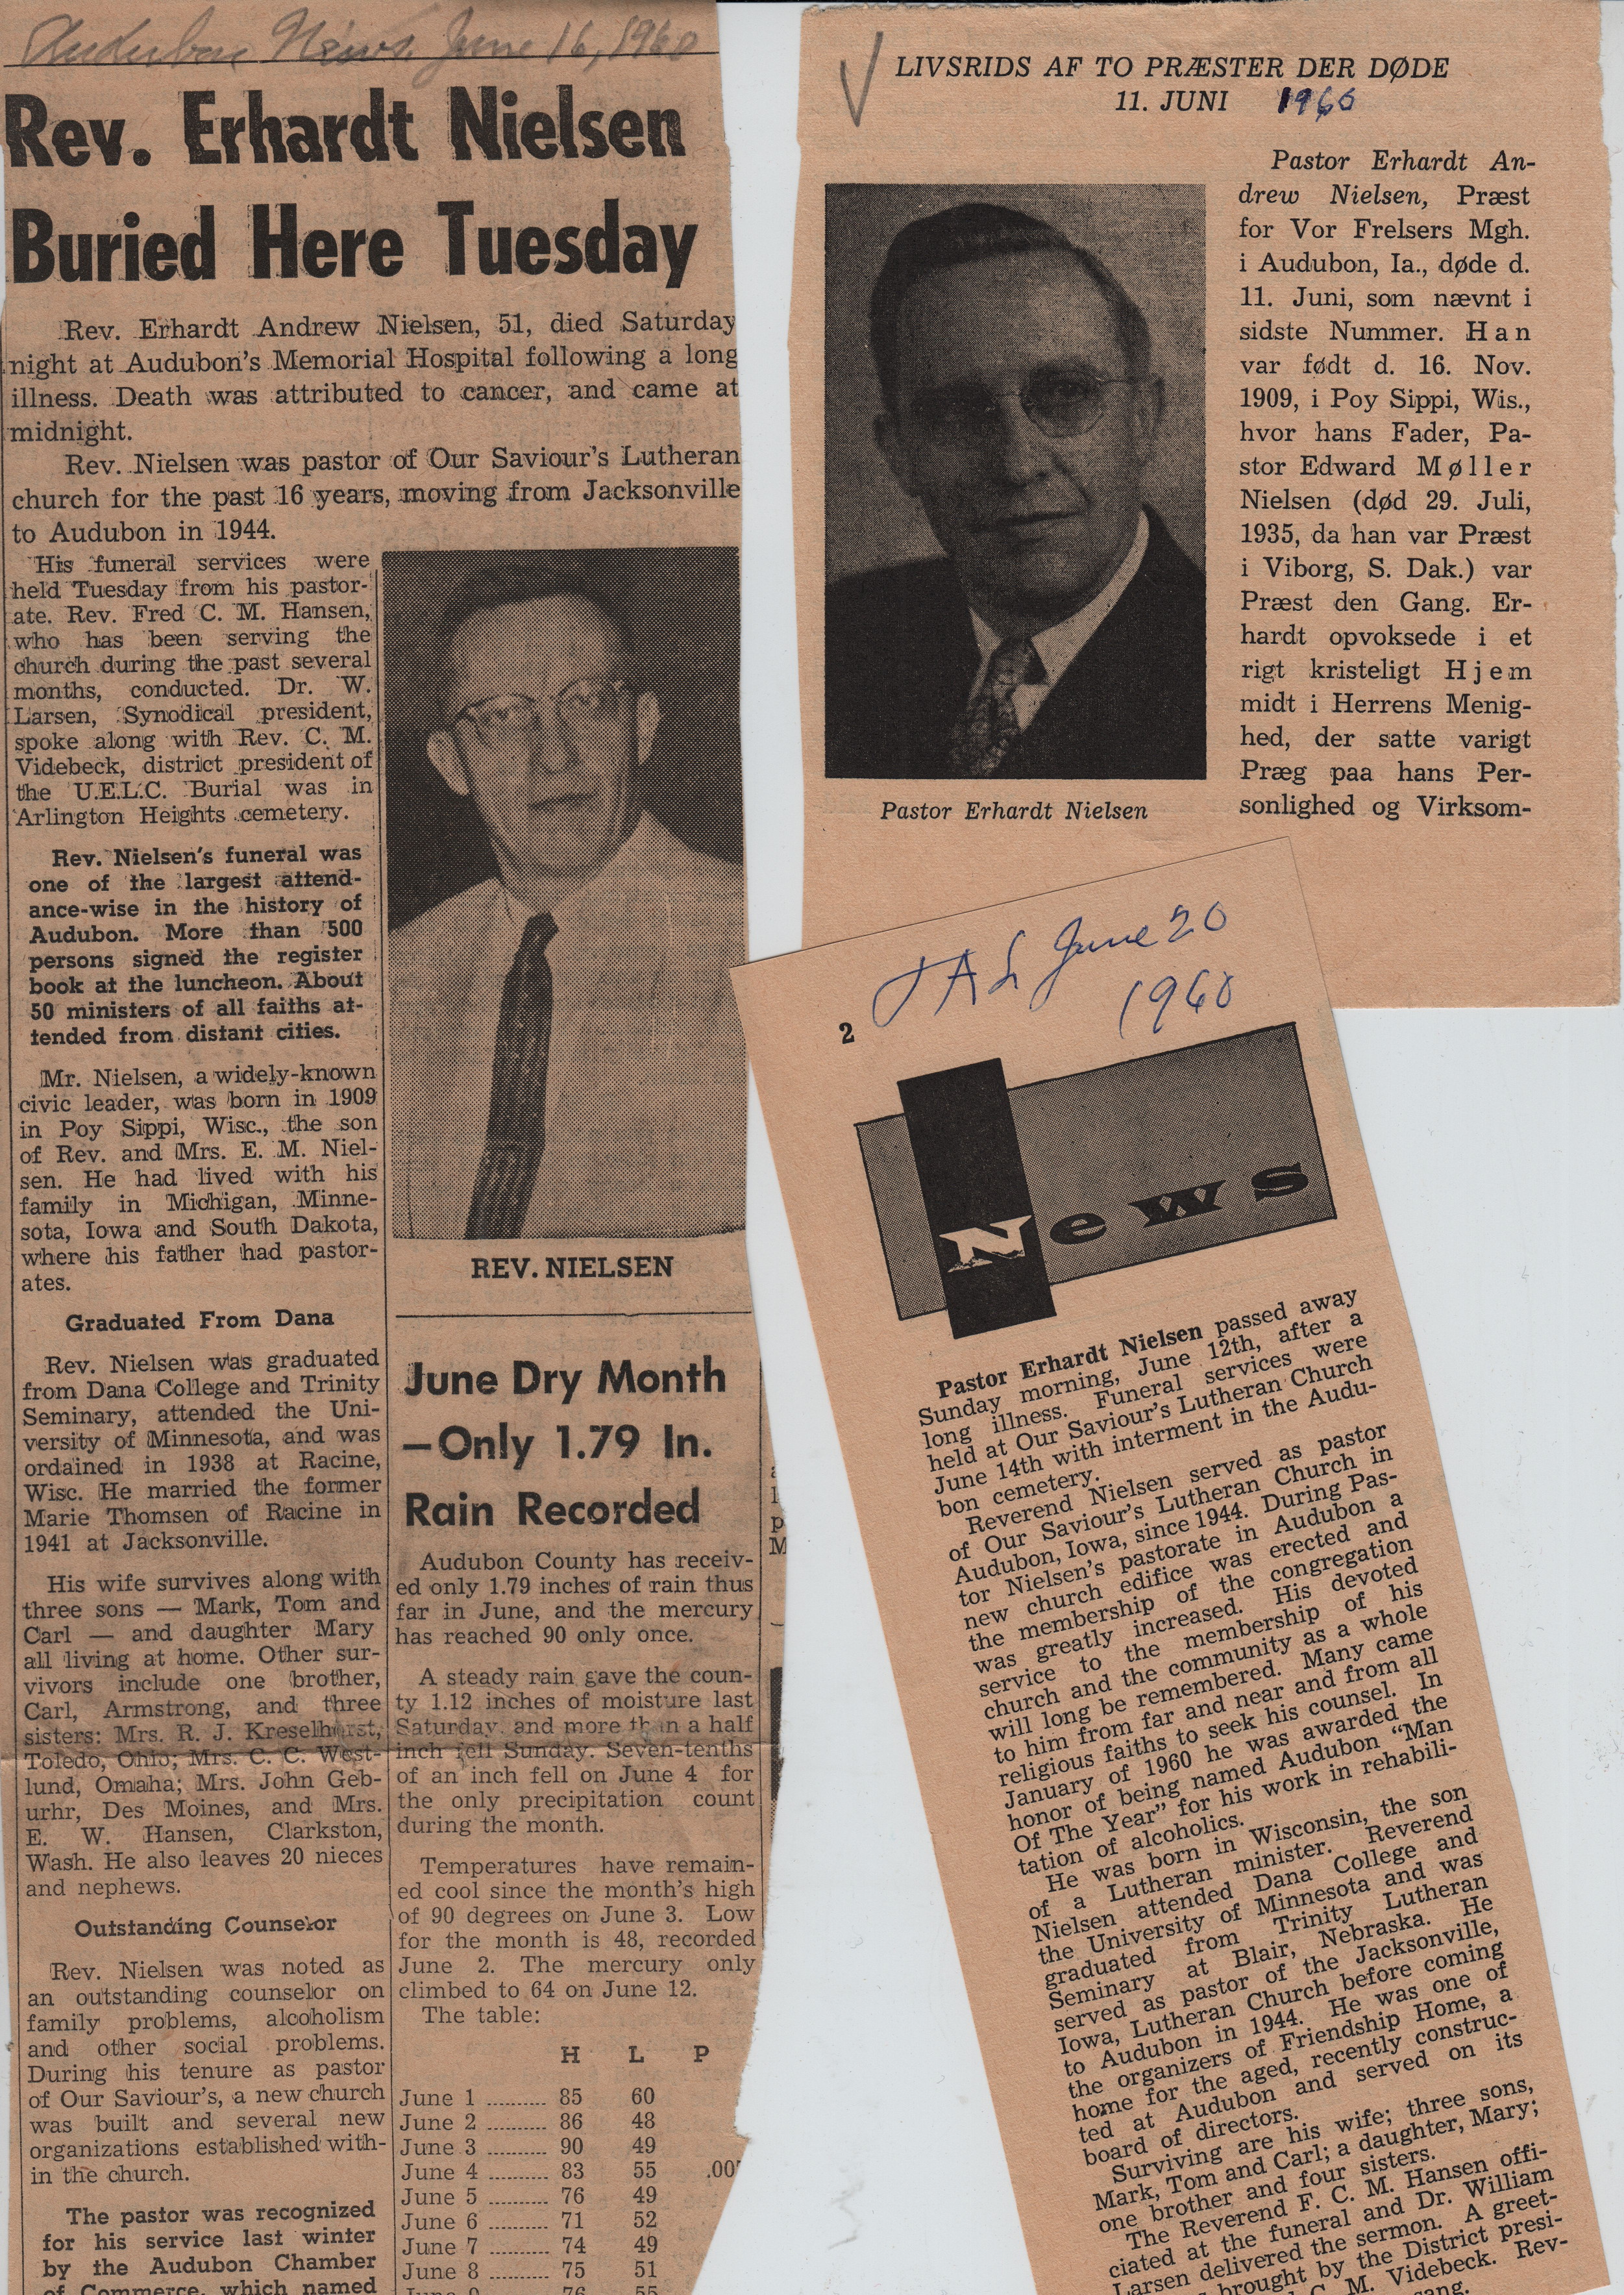 Audubon News. June 16, 1960
Rev. Erhardt Nielsen
Buried Here Tuesday
Rev. Erhardt Andrew Nielsen, 51, died Saturday
night at Audubon's Memorial Hospital following a long
illness. Death was attributed to cancer, and came at
midnight.
Rev. Nielsen was pastor of Our Saviour's Lutheran
church for the past 16 years, moving from Jacksonville
to Audubon in 1944.
His funeral services were
held Tuesday from his pastor-
ate. Rev. Fred C. M. Hansen,
who has been serving the
church during the past several
months, conducted. Dr. W.
Larsen, Synodical president,
spoke along with Rev. C. M.
Videbeck, district president of
the U.E.L.C. Burial was in
Arlington Heights cemetery.
Rev. Nielsen's funeral was
one of the largest attend-
ance-wise in the history of
Audubon. More than 500
persons signed the register
book at the luncheon. About
50 ministers of all faiths at-
tended from distant cities.
Mr. Nielsen, a widely-known
civic leader, was born in 1909
in Poy Sippi, Wisc., the son
of Rev. and Mrs. E. M. Niel-
sen. He had lived with his
family in Michigan, Minne-
sota, Iowa and South Dakota,
where his father had pastor-
ates.
Graduated From Dana
Rev. Nielsen was graduated
from Dana College and Trinity
Seminary, attended the Uni-
versity of Minnesota, and was
ordained in 1938 at Racine,
Wisc. He married the former
Marie Thomsen of Racine in
1941 at Jacksonville.
His wife survives along with
three sons — Mark, Tom and
Carl — and daughter Mary
all living at home. Other sur-
vivors include one brother,
Carl, Armstrong, and three
sisters: Mrs. R. J. Kreselhorst,
Toledo, Ohio; Mrs. C. C. West-
lund, Omaha; Mrs. John Geb-
urhr, Des Moines, and Mrs.
E. W. Hansen, Clarkston,
Wash. He also leaves 20 nieces
and nephews.
Outstanding Counselor
Rev. Nielsen was noted as
an outstanding counselor on
family problems, alcoholism
and other social problems.
During his tenure as pastor
of Our Saviour's, a new church
was built and several new
organizations established with-
in the church.
The pastor was recognized
for his service last winter
by the Audubon Chamber
of Commerce, which named
REV. NIELSEN
June Dry Month
—Only 1.79 In.
Rain Recorded
Audubon County has receiv-
ed only 1.79 inches of rain thus
far in June, and the mercury
has reached 90 only once.
A steady rain gave the coun-
ty 1.12 inches of moisture last
Saturday, and more than a half
inch fell Sunday. Seven-tenths
of an inch fell on June 4 for
the only precipitation count
during the month.
Temperatures have remain-
ed cool since the month's high
of 90 degrees on June 3. Low
for the month is 48, recorded
June 2. The mercury only
climbed to 64 on June 12.
The table:
H L P
June 1 .......... 85 60
June 2 .......... 86 48
June 3 .......... 90 49
June 4 .......... 83 55 .00
June 5 .......... 76 49
June 6 .......... 71 52
June 7 .......... 74 49
June 8 .......... 75 51
June 9 76 55
LIVSRIDS AF TO PRÆSTER DER DØDE
11. JUNI 1960
Pastor Erhardt An-
drew Nielsen, Præst
for Vor Frelsers Mgh.
i Audubon, Ia., døde d.
11. Juni, som nævnt i
sidste Nummer. Han
var født d. 16. Nov.
1909, i Poy Sippi, Wis.,
hvor hans Fader, Pa-
stor Edward Møller
Nielsen (død 29. Juli,
1935, da han var Præst
i Viborg, S. Dak.) var
Præst den Gang. Er-
hardt opvoksede i et
rigt kristeligt Hjem
midt i Herrens Menig-
hed, der satte varigt
Præg paa hans Per-
sonlighed og Virksom-
Pastor Erhardt Nielsen
June 20
1960
2
News
Pastor Erhardt Nielsen passed away
Sunday morning, June 12th, after a
long illness. Funeral services were
held at Our Saviour's Lutheran Church
June 14th with interment in the Audu-
bon cemetery.
Reverend Nielsen served as pastor
of Our Saviour's Lutheran Church in
Audubon, Iowa, since 1944. During Pas-
tor Nielsen's pastorate in Audubon a
new church edifice was erected and
the membership of the congregation
was greatly increased. His devoted
service to the membership of his
church and the community as a whole
will long be remembered. Many came
to him from far and near and from all
religious faiths to seek his counsel. In
January of 1960 he was awarded the
honor of being named Audubon "Man
Of The Year" for his work in rehabili-
tation of alcoholics.
He was born in Wisconsin, the son
of a Lutheran minister. Reverend
Nielsen attended Dana College and
the University of Minnesota and was
graduated from Trinity Lutheran
Seminary at Blair, Nebraska. He
served as pastor of the Jacksonville,
Iowa, Lutheran Church before coming
to Audubon in 1944. He was one of
the organizers of Friendship Home, a
home for the aged, recently construc-
ted at Audubon and served on its
board of directors.
Surviving are his wife; three sons,
Mark, Tom and Carl; a daughter, Mary;
one brother and four sisters.
The Reverend F. C. M. Hansen offi-
ciated at the funeral and Dr. William
Larsen delivered the sermon. A greet-
brought by the District presi-
C. M. Videbeck. Rev-
sang.